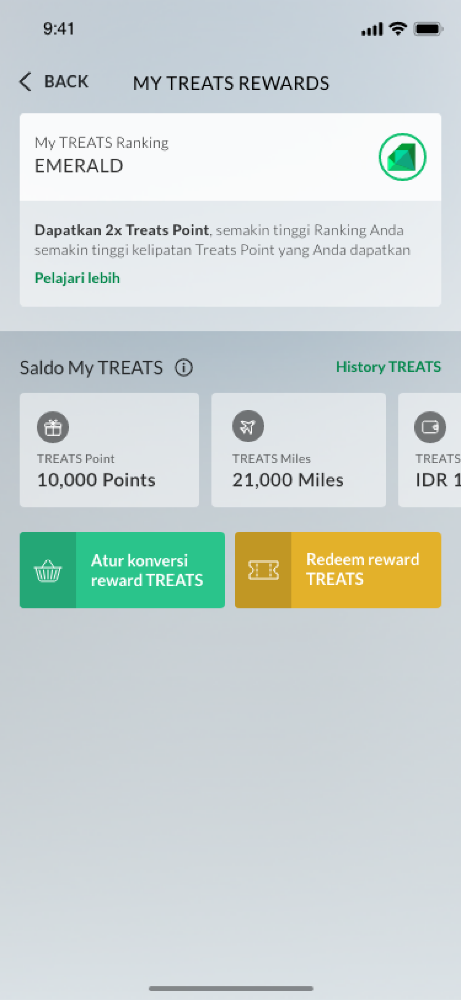 9:41
BACK
MY TREATS REWARDS
My TREATS Ranking
EMERALD
Dapatkan 2x Treats Point, semakin tinggi Ranking Anda
semakin tinggi kelipatan Treats Point yang Anda dapatkan
Pelajari lebih
Saldo My TREATS
History TREATS
TREATS Point
10,000 Points
TREATS Miles
21,000 Miles
TREATS
IDR 1
Atur konversi
reward TREATS
Redeem reward
TREATS